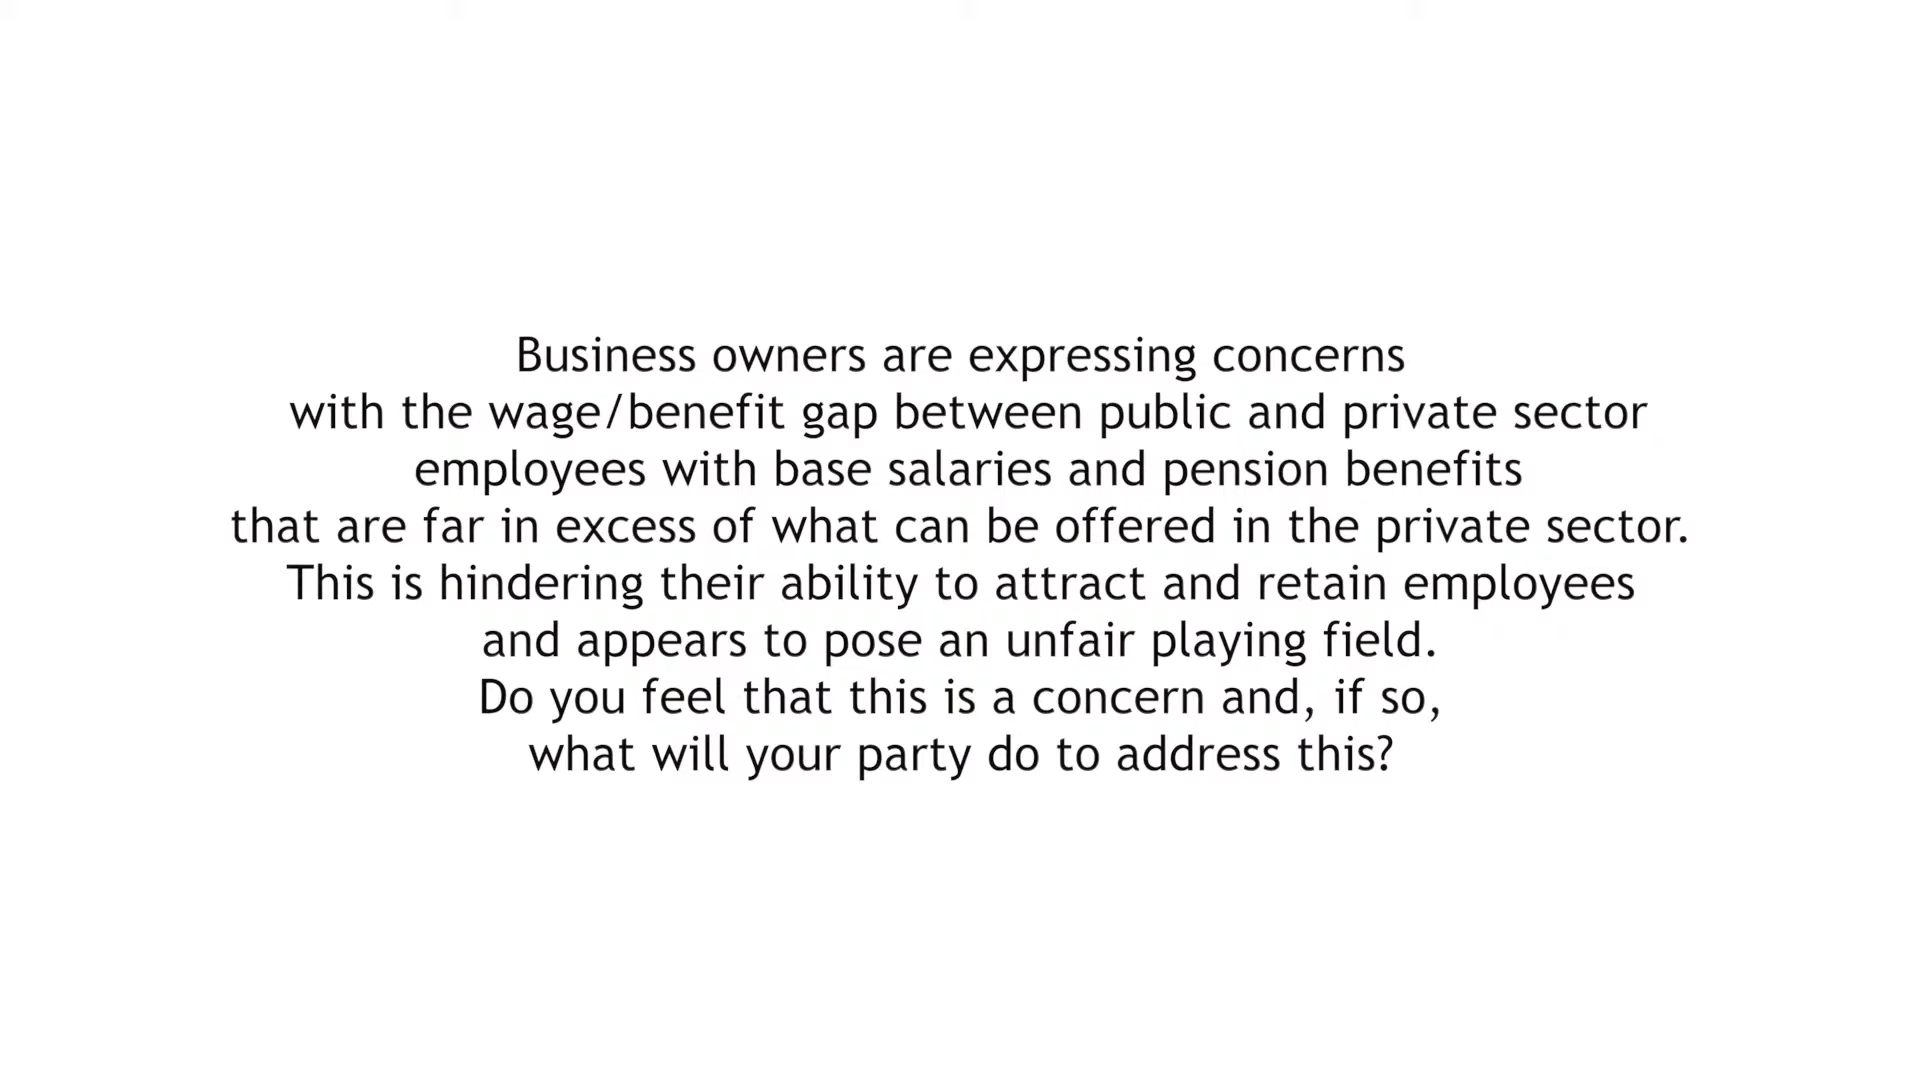 Business owners are expressing concerns
with the wage/benefit gap between public and private sector
employees with base salaries and pension benefits
that are far in excess of what can be offered in the private sector.
This is hindering their ability to attract and retain employees
and appears to pose an unfair playing field.
Do you feel that this is a concern and, if so,
what will your party do to address this?